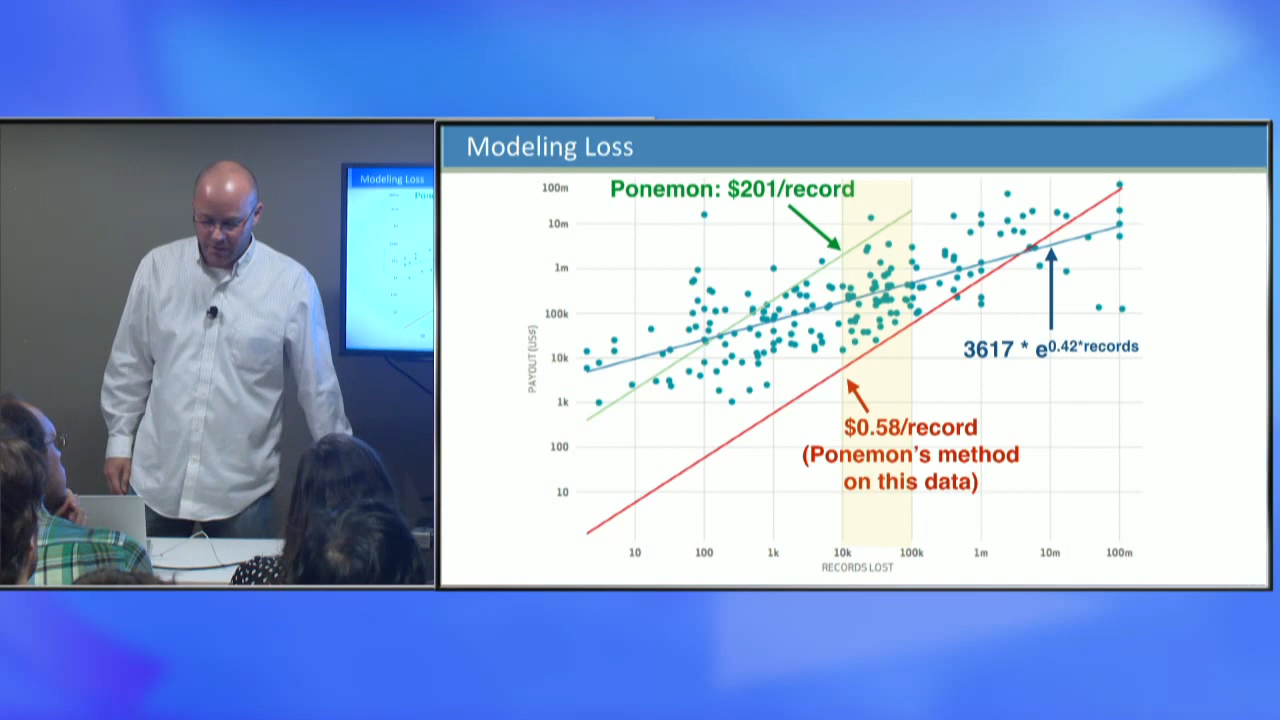 Modeling Loss
Modeling Loss
Ponemon: $201/record
100m
10m
1m
100k
10k
1k
100
10
PAYOUT (US$)
3617 * e^0.42*records
$0.58/record
(Ponemon's method
on this data)
10 100 1k 10k 100k 1m 10m 100m
RECORDS LOST